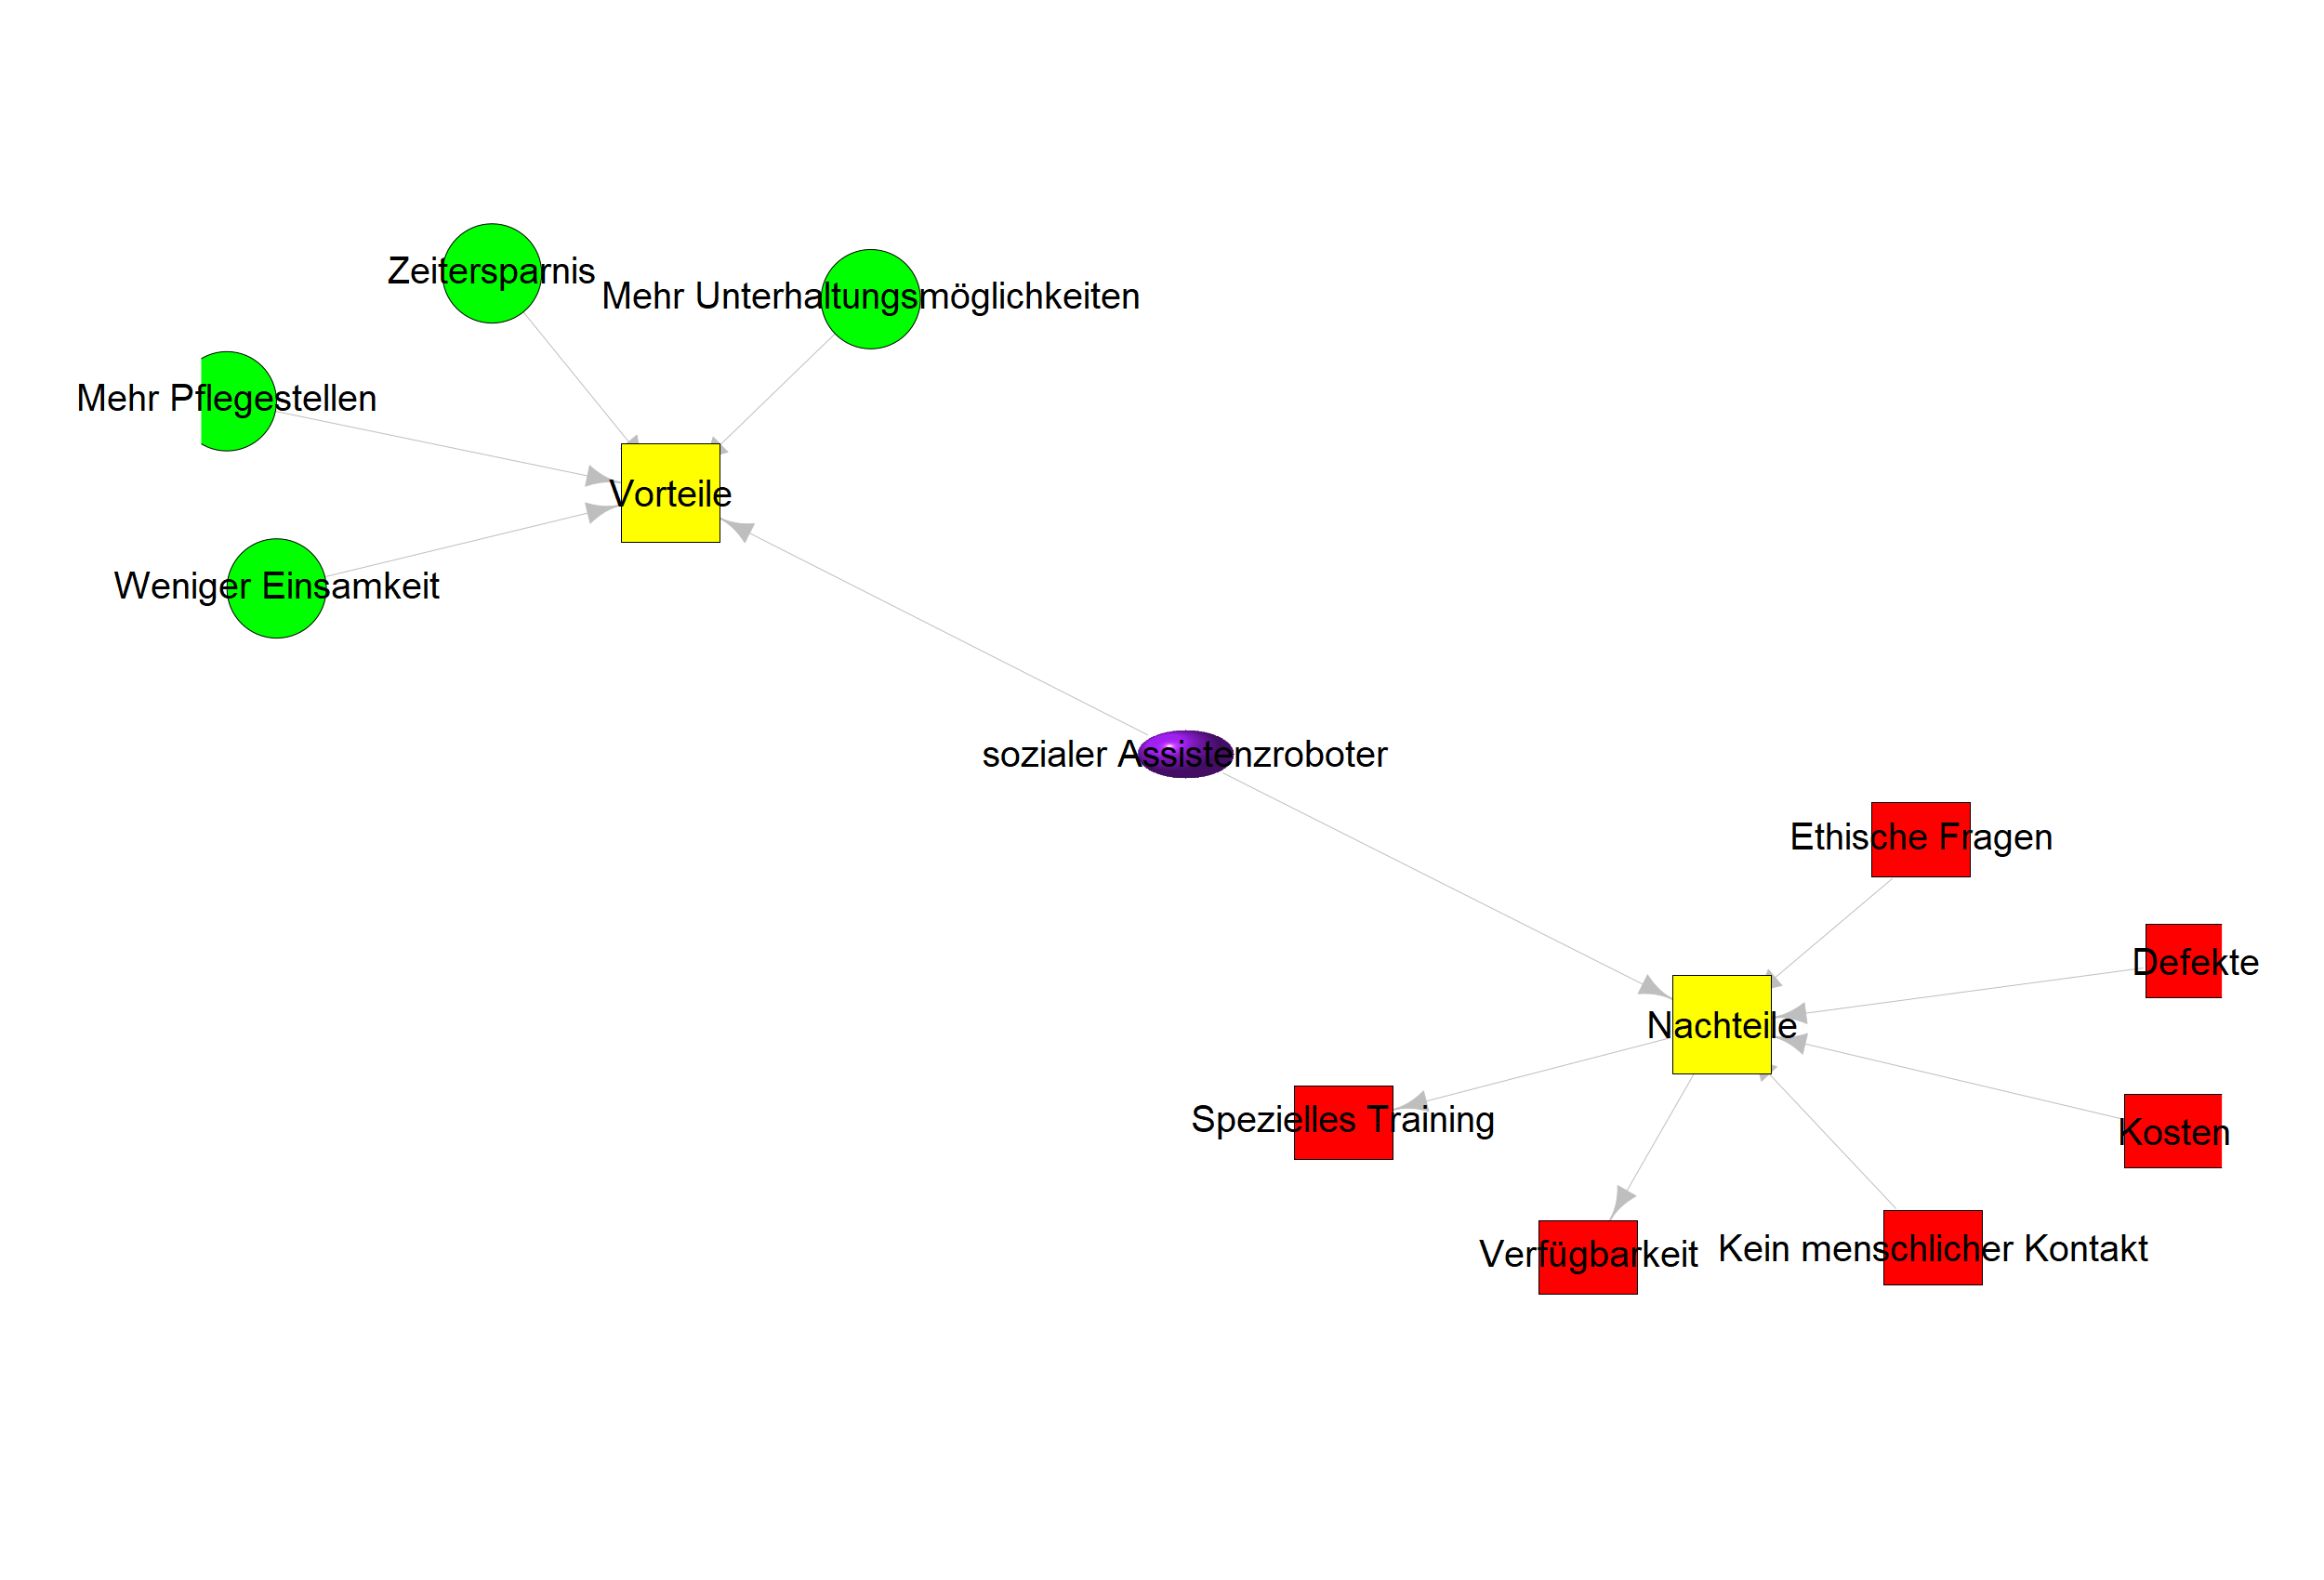 Zeitersparnis
Mehr Unterhaltungsmöglichkeiten
Mehr Pflegestellen
Vorteile
Weniger Einsamkeit
sozialer Assistenzroboter
Ethische Fragen
Defekte
Nachteile
Spezielles Training
Kosten
Verfügbarkeit
Kein menschlicher Kontakt